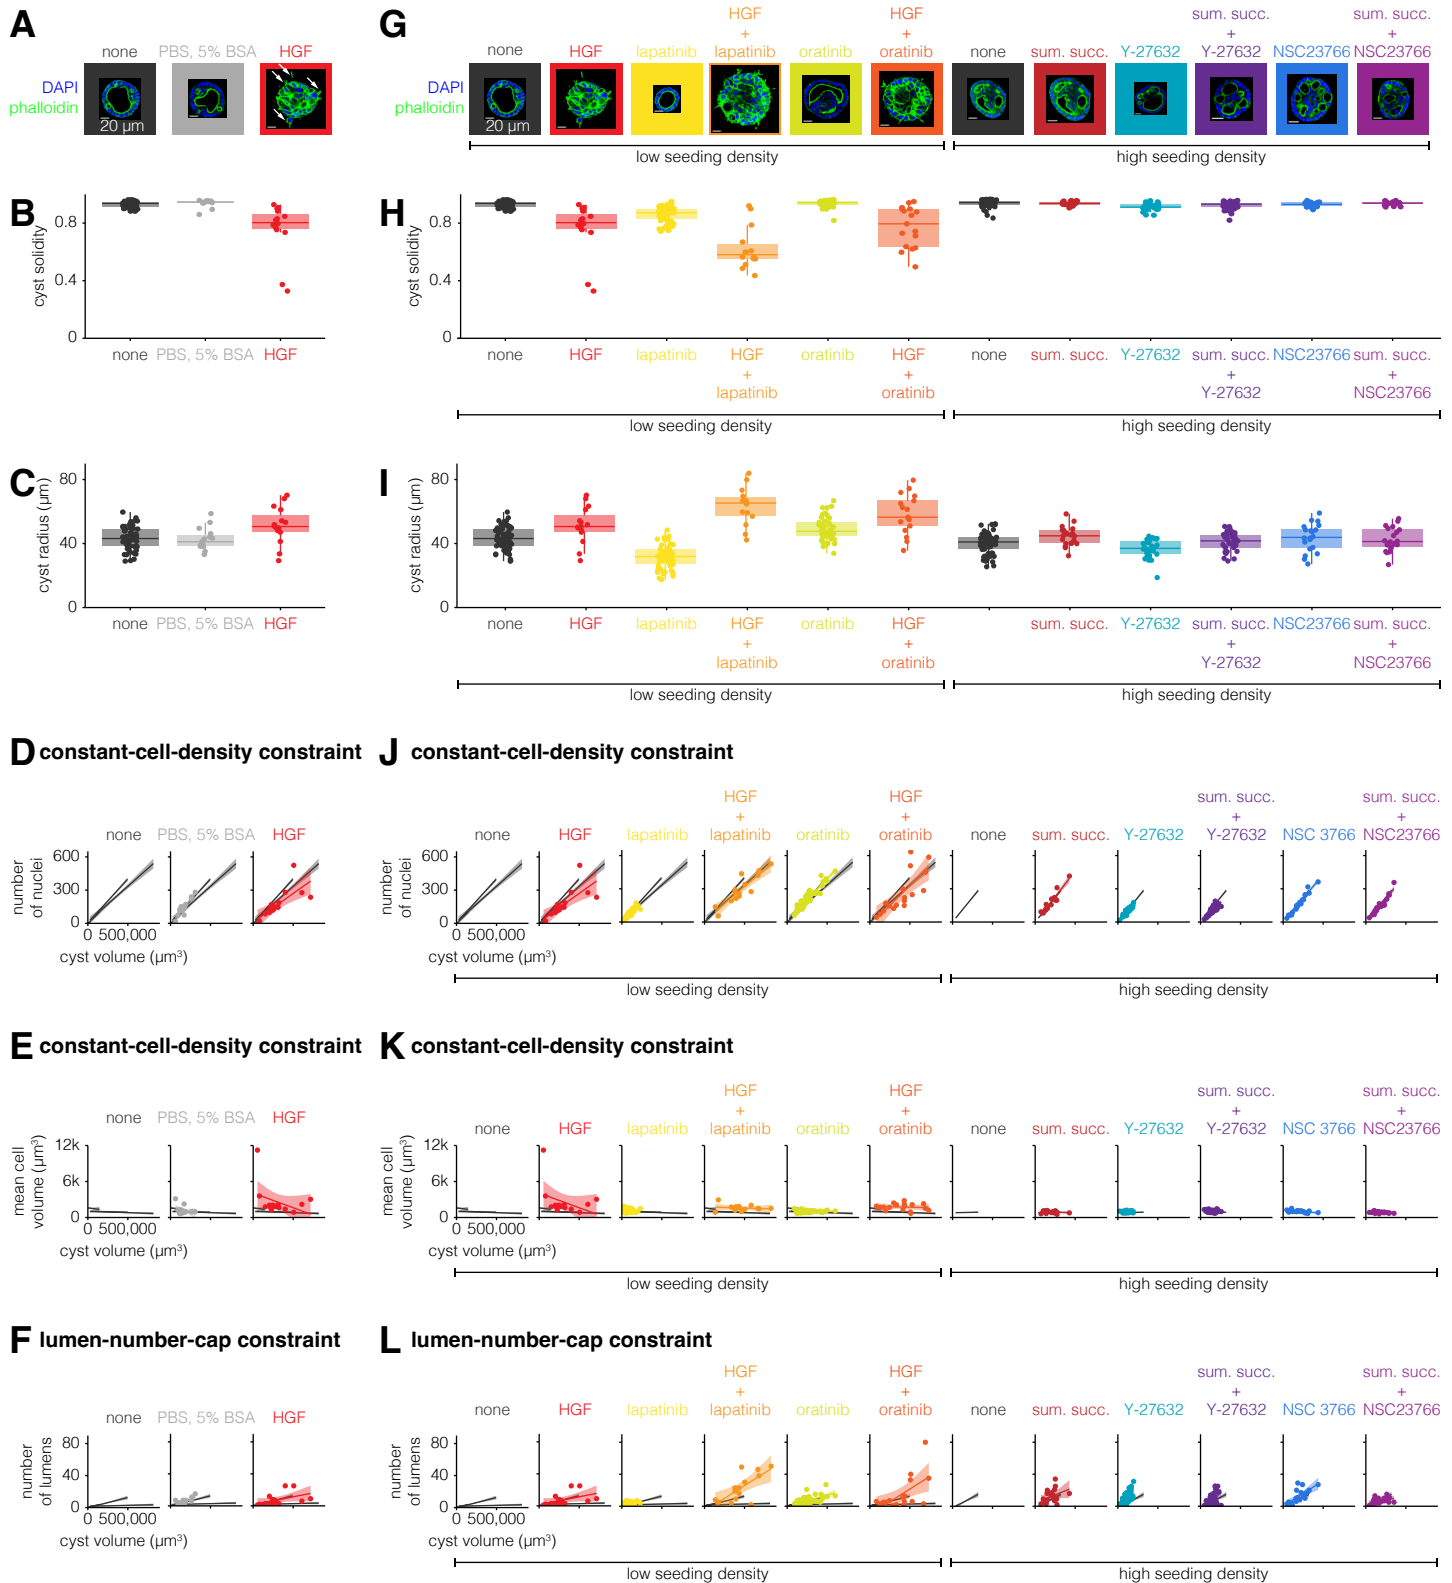 A
none PBS, 5% BSA HGF
DAPI
phalloidin
20 µm
G
HGF
+
HGF
+
sum. succ.
+
sum. succ.
+
none HGF lapatinib lapatinib oratinib oratinib none sum. succ. Y-27632 Y-27632 NSC23766 NSC23766
DAPI
phalloidin
20 µm
low seeding density high seeding density
B
cyst solidity
0.8
0.4
0
none PBS, 5% BSA HGF
H
cyst solidity
0.8
0.4
0
none HGF lapatinib HGF oratinib HGF none sum. succ. Y-27632 sum. succ. NSC23766 sum. succ.
+ + + +
lapatinib oratinib Y-27632 NSC23766
low seeding density high seeding density
C
cyst radius (µm)
80
40
0
none PBS, 5% BSA HGF
I
cyst radius (µm)
80
40
0
none HGF lapatinib HGF oratinib HGF sum. succ. Y-27632 sum. succ. NSC23766 sum. succ.
+ + + +
lapatinib oratinib Y-27632 NSC23766
low seeding density high seeding density
D constant-cell-density constraint
none PBS, 5% BSA HGF
number
of nuclei
600
300
0
0 500,000
cyst volume (µm³)
J constant-cell-density constraint
HGF HGF sum. succ. sum. succ.
+ + + +
none HGF lapatinib lapatinib oratinib oratinib none sum. succ. Y-27632 Y-27632 NSC 3766 NSC23766
number
of nuclei
600
300
0
0 500,000
cyst volume (µm³)
low seeding density high seeding density
E constant-cell-density constraint
none PBS, 5% BSA HGF
mean cell
volume (µm³)
12k
6k
0
0 500,000
cyst volume (µm³)
K constant-cell-density constraint
HGF HGF sum. succ. sum. succ.
+ + + +
none HGF lapatinib lapatinib oratinib oratinib none sum. succ. Y-27632 Y-27632 NSC 3766 NSC23766
mean cell
volume (µm³)
12k
6k
0
0 500,000
cyst volume (µm³)
low seeding density high seeding density
F lumen-number-cap constraint
none PBS, 5% BSA HGF
number
of lumens
80
40
0
0 500,000
cyst volume (µm³)
L lumen-number-cap constraint
HGF HGF sum. succ. sum. succ.
+ + + +
none HGF lapatinib lapatinib oratinib oratinib none sum. succ. Y-27632 Y-27632 NSC 3766 NSC23766
number
of lumens
80
40
0
0 500,000
cyst volume (µm³)
low seeding density high seeding density